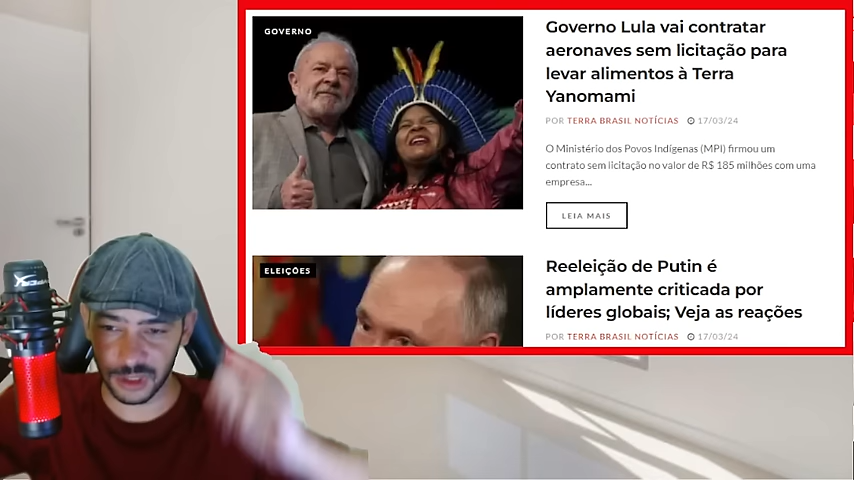 GOVERNO
Governo Lula vai contratar
aeronaves sem licitação para
levar alimentos à Terra
Yanomami
POR TERRA BRASIL NOTÍCIAS 17/03/24
O Ministério dos Povos Indígenas (MPI) firmou um
contrato sem licitação no valor de R$ 185 milhões com uma
empresa...
LEIA MAIS
ELEIÇÕES
Reeleição de Putin é
amplamente criticada por
líderes globais; Veja as reações
POR TERRA BRASIL NOTÍCIAS 17/03/24